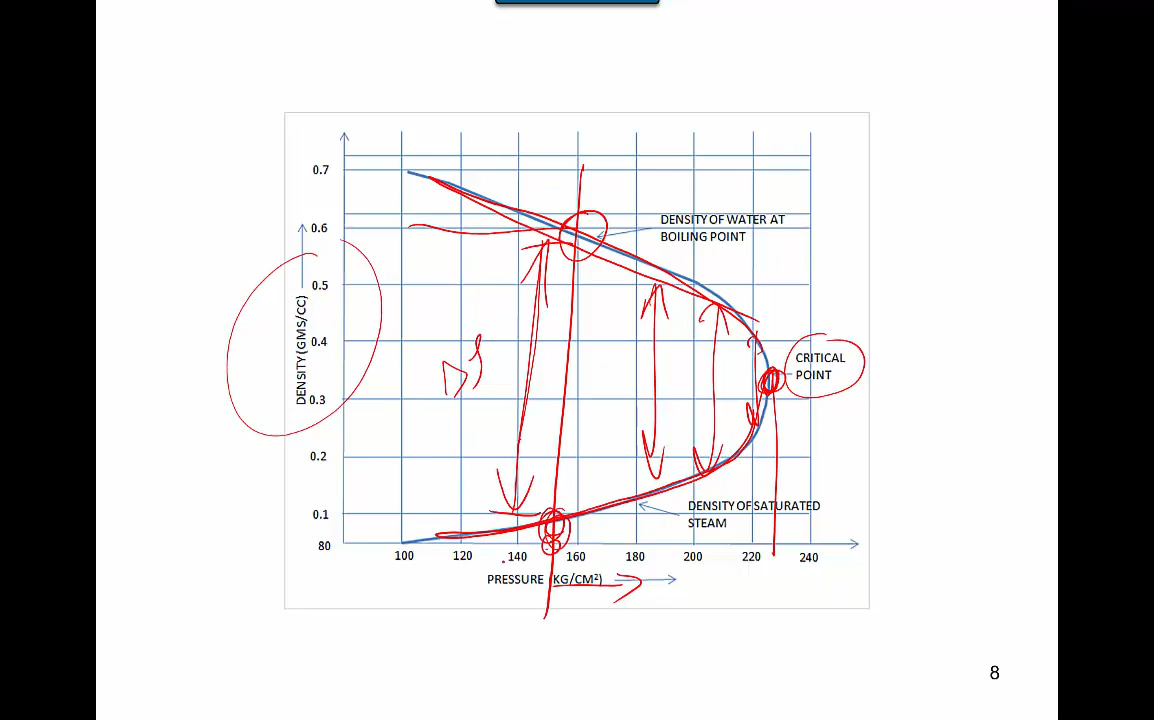 0.7
0.6
0.5
0.4
0.3
0.2
0.1
80
DENSITY (GMS/CC)
DENSITY OF WATER AT
BOILING POINT
CRITICAL
POINT
DENSITY OF SATURATED
STEAM
100 120 140 160 180 200 220 240
PRESSURE (KG/CM²)
8